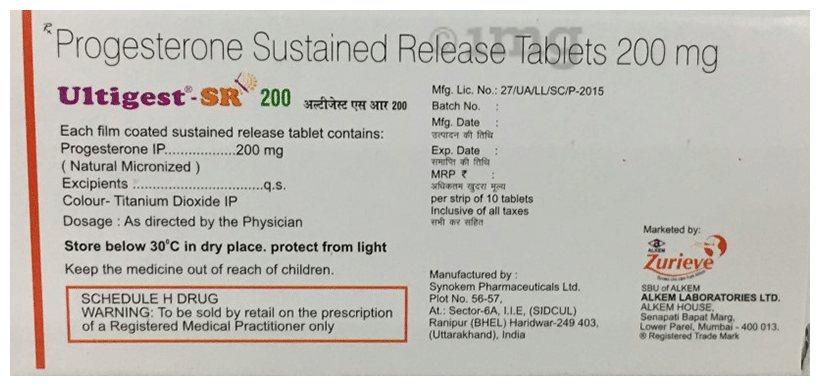 Rx Progesterone Sustained Release Tablets 200 mg
1mg
Ultigest®-SR 200 अल्टीजेस्ट एस आर 200
Each film coated sustained release tablet contains:
Progesterone IP..................200 mg
( Natural Micronized )
Excipients ................................q.s.
Colour- Titanium Dioxide IP
Dosage : As directed by the Physician
Store below 30°C in dry place. protect from light
Keep the medicine out of reach of children.
SCHEDULE H DRUG
WARNING: To be sold by retail on the prescription
of a Registered Medical Practitioner only
Mfg. Lic. No.: 27/UA/LL/SC/P-2015
Batch No. :
Mfg. Date :
उत्पादन की तिथि
Exp. Date :
समाप्ति की तिथि
MRP ₹ :
अधिकतम खुदरा मूल्य
per strip of 10 tablets
Inclusive of all taxes
सभी कर सहित
Manufactured by :
Synokem Pharmaceuticals Ltd.
Plot No. 56-57,
At.: Sector-6A, I.I.E, (SIDCUL)
Ranipur (BHEL) Haridwar-249 403,
(Uttarakhand), India
Marketed by:
ALKEM
Zurieve
SBU of ALKEM
ALKEM LABORATORIES LTD.
ALKEM HOUSE,
Senapati Bapat Marg,
Lower Parel, Mumbai - 400 013.
® Registered Trade Mark